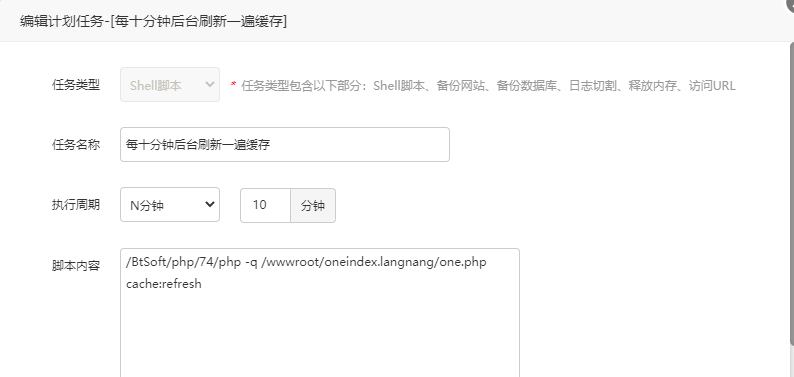 编辑计划任务-[每十分钟后台刷新一遍缓存]
任务类型 Shell脚本 * 任务类型包含以下部分：Shell脚本、备份网站、备份数据库、日志切割、释放内存、访问URL
任务名称 每十分钟后台刷新一遍缓存
执行周期 N分钟 10 分钟
脚本内容 /BtSoft/php/74/php -q /wwwroot/oneindex.langnang/one.php
cache:refresh